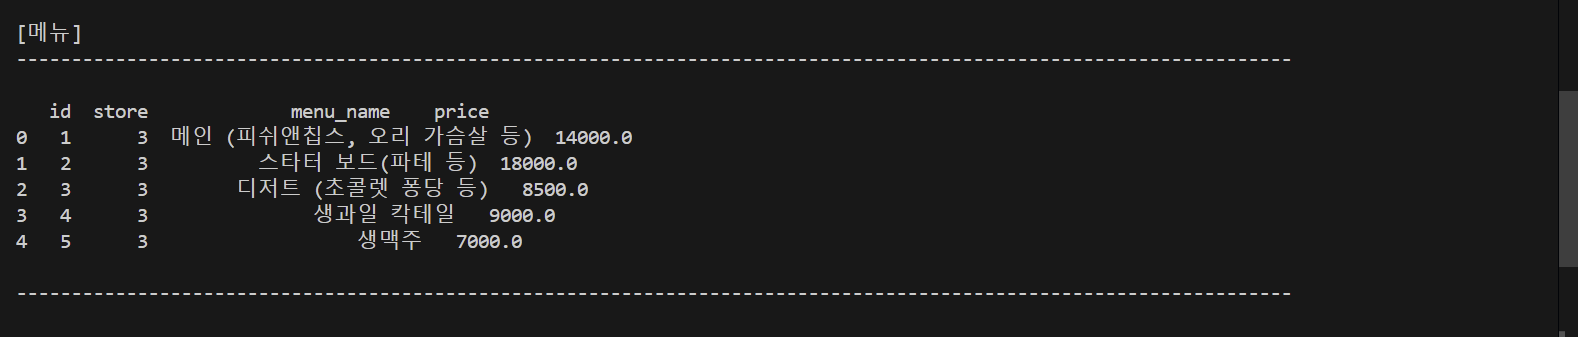 [메뉴]
--------------------------------------------------------------------------------------------------------------------
   id  store             menu_name    price
0   1      3  메인 (피쉬앤칩스, 오리 가슴살 등)  14000.0
1   2      3          스타터 보드(파테 등)  18000.0
2   3      3        디저트 (초콜렛 퐁당 등)   8500.0
3   4      3               생과일 칵테일   9000.0
4   5      3                   생맥주   7000.0
--------------------------------------------------------------------------------------------------------------------